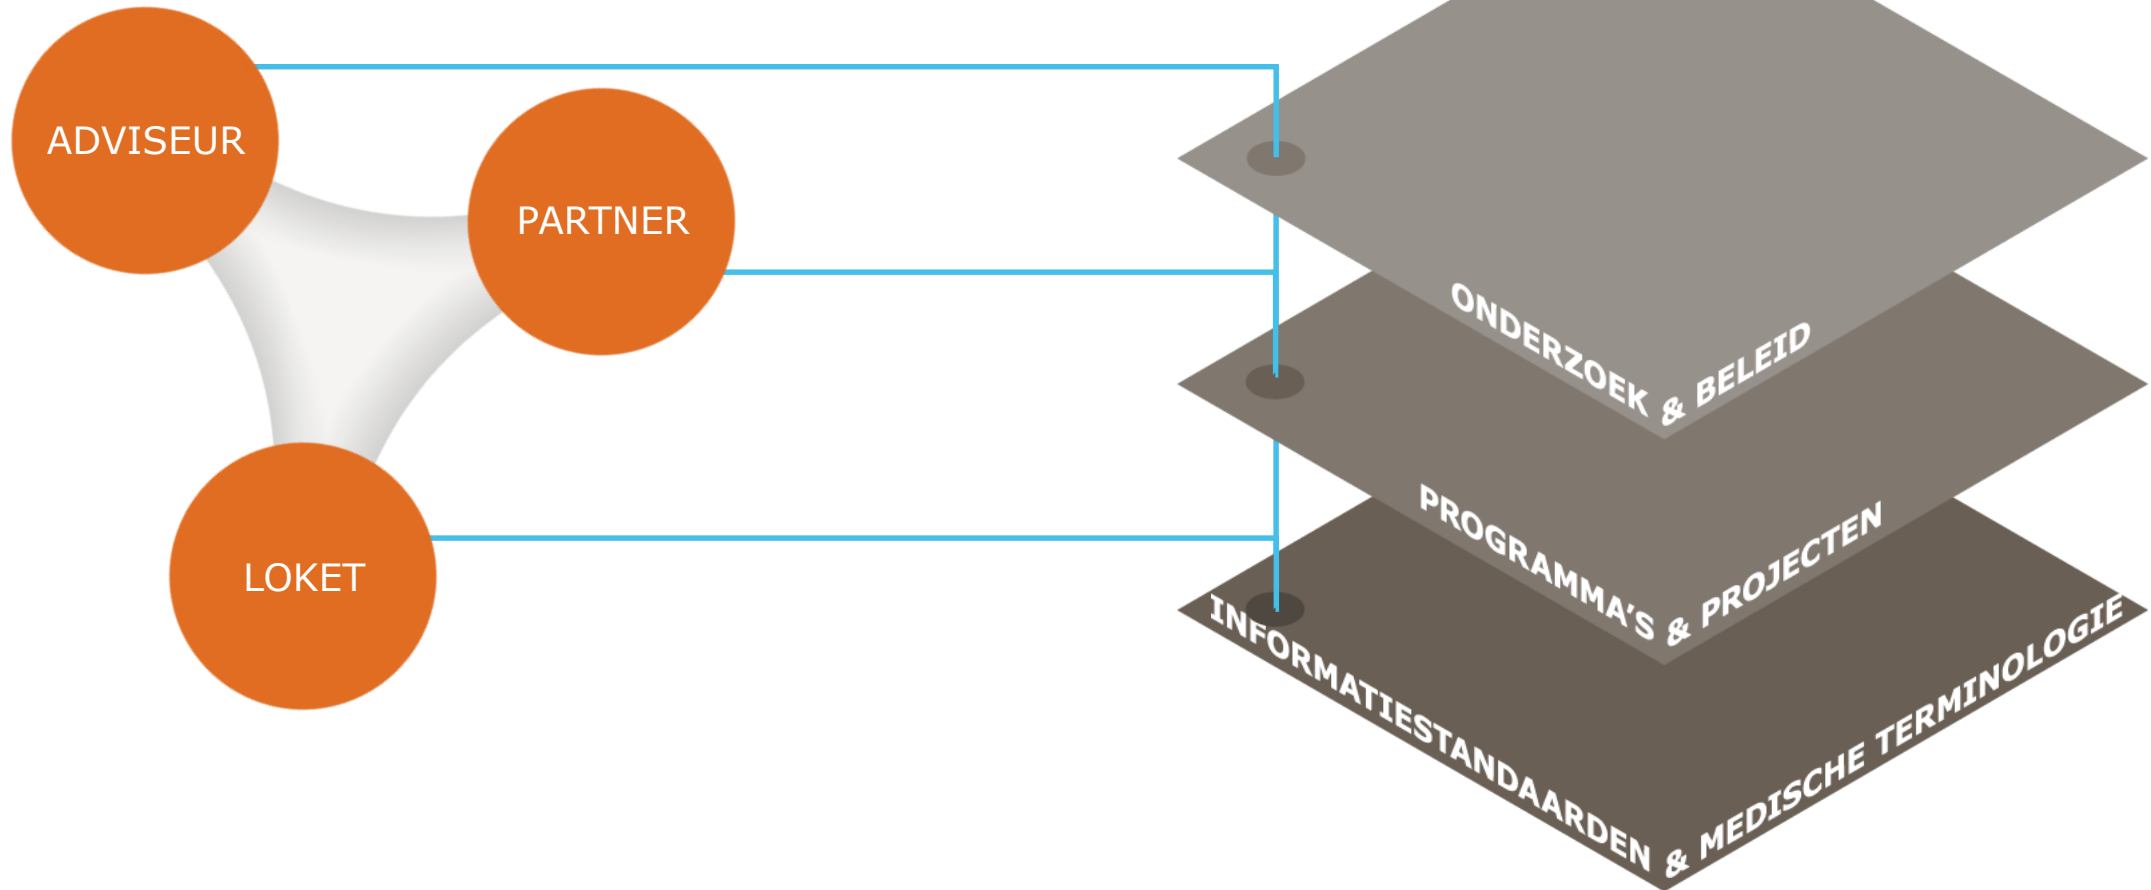 ADVISEUR
PARTNER
LOKET
ONDERZOEK & BELEID
PROGRAMMA'S & PROJECTEN
INFORMATIESTANDAARDEN & MEDISCHE TERMINOLOGIE